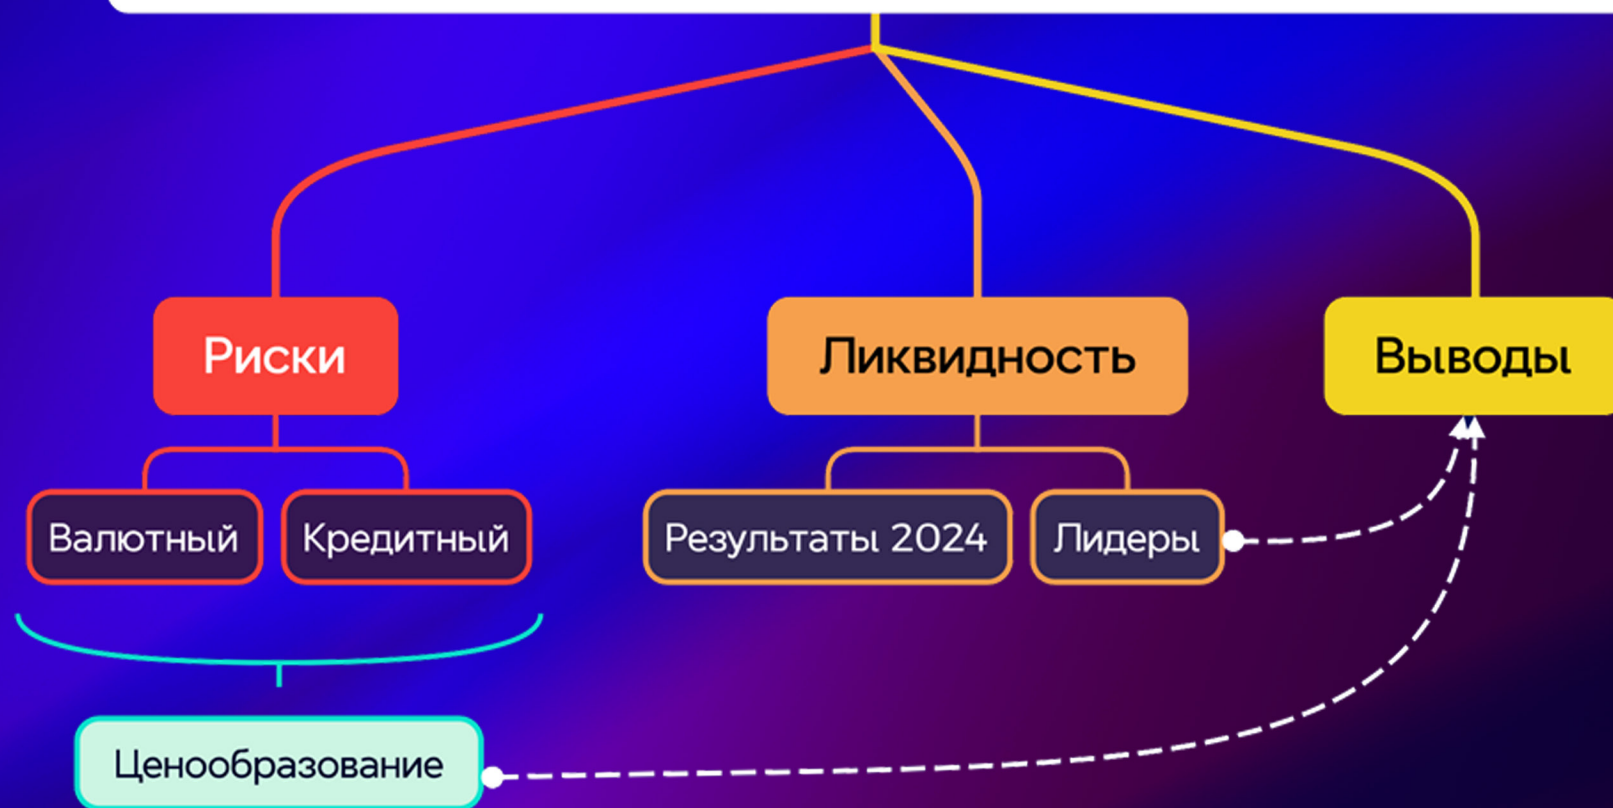 Риски
Ликвидность
Выводы
Валютный
Кредитный
Результаты 2024
Лидеры
Ценообразование